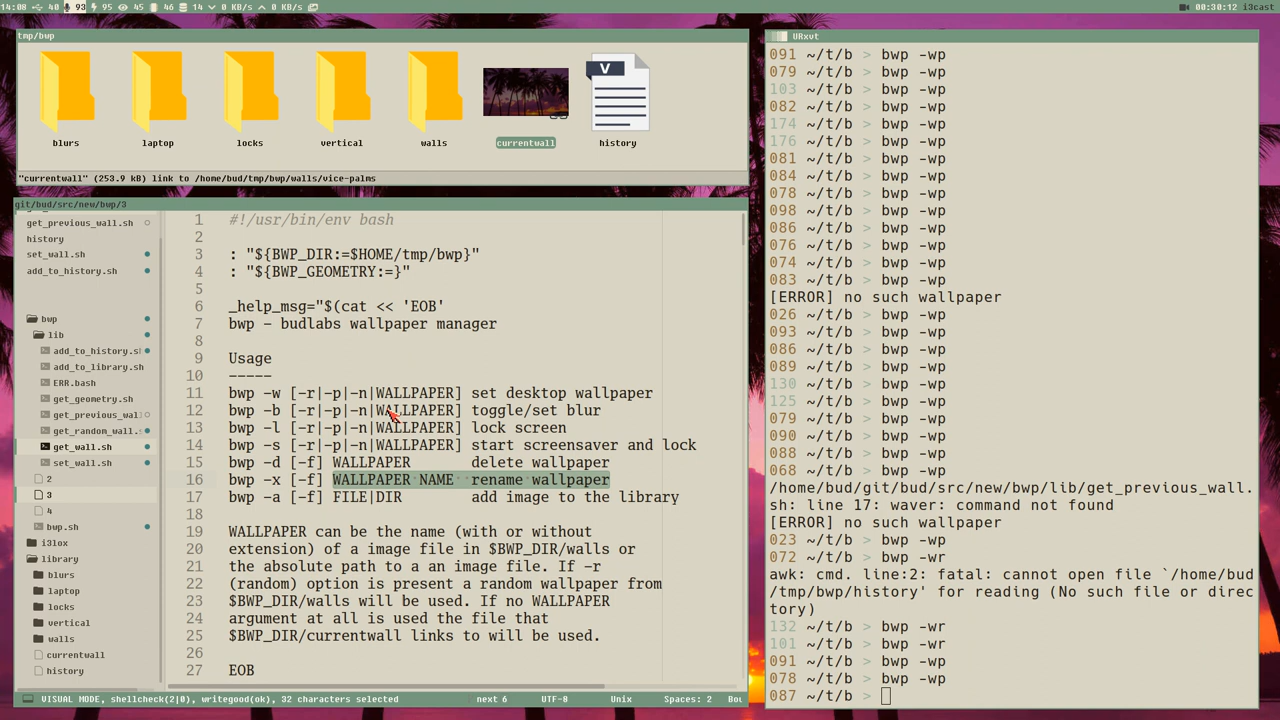 14:08 40 93 95 45 46 14 0 KB/s 0 KB/s
00:30:12 i3cast
tmp/bwp
blurs laptop locks vertical walls currentwall history
V
"currentwall" (253.9 kB) link to /home/bud/tmp/bwp/walls/vice-palms
git/bud/src/new/bwp/3
get_previous_wall.sh
history
set_wall.sh
add_to_history.sh
bwp
lib
add_to_history.s
add_to_library.sh
ERR.bash
get_geometry.sh
get_previous_wal
get_random_wall.
get_wall.sh
set_wall.sh
2
3
4
bwp.sh
i3lox
library
blurs
laptop
locks
vertical
walls
currentwall
history
1 #!/usr/bin/env bash
2
3 : "${BWP_DIR:=$HOME/tmp/bwp}"
4 : "${BWP_GEOMETRY:=}"
5
6 _help_msg="$(cat << 'EOB'
7 bwp - budlabs wallpaper manager
8
9 Usage
10 -----
11 bwp -w [-r|-p|-n|WALLPAPER] set desktop wallpaper
12 bwp -b [-r|-p|-n|WALLPAPER] toggle/set blur
13 bwp -l [-r|-p|-n|WALLPAPER] lock screen
14 bwp -s [-r|-p|-n|WALLPAPER] start screensaver and lock
15 bwp -d [-f] WALLPAPER delete wallpaper
16 bwp -x [-f] WALLPAPER NAME rename wallpaper
17 bwp -a [-f] FILE|DIR add image to the library
18
19 WALLPAPER can be the name (with or without
20 extension) of a image file in $BWP_DIR/walls or
21 the absolute path to a an image file. If -r
22 (random) option is present a random wallpaper from
23 $BWP_DIR/walls will be used. If no WALLPAPER
24 argument at all is used the file that
25 $BWP_DIR/currentwall links to will be used.
26
27 EOB
VISUAL MODE, shellcheck(2|0), writegood(ok), 32 characters selected next 6 UTF-8 Unix Spaces: 2 Bou
URxvt
091 ~/t/b > bwp -wp
079 ~/t/b > bwp -wp
103 ~/t/b > bwp -wp
082 ~/t/b > bwp -wp
174 ~/t/b > bwp -wp
176 ~/t/b > bwp -wp
081 ~/t/b > bwp -wp
084 ~/t/b > bwp -wp
078 ~/t/b > bwp -wp
098 ~/t/b > bwp -wp
086 ~/t/b > bwp -wp
076 ~/t/b > bwp -wp
074 ~/t/b > bwp -wp
083 ~/t/b > bwp -wp
[ERROR] no such wallpaper
026 ~/t/b > bwp -wp
093 ~/t/b > bwp -wp
086 ~/t/b > bwp -wp
089 ~/t/b > bwp -wp
130 ~/t/b > bwp -wp
125 ~/t/b > bwp -wp
079 ~/t/b > bwp -wp
090 ~/t/b > bwp -wp
088 ~/t/b > bwp -wp
068 ~/t/b > bwp -wp
/home/bud/git/bud/src/new/bwp/lib/get_previous_wall.
sh: line 17: waver: command not found
[ERROR] no such wallpaper
023 ~/t/b > bwp -wp
072 ~/t/b > bwp -wr
awk: cmd. line:2: fatal: cannot open file `/home/bud
/tmp/bwp/history' for reading (No such file or direc
tory)
132 ~/t/b > bwp -wr
101 ~/t/b > bwp -wr
091 ~/t/b > bwp -wp
078 ~/t/b > bwp -wp
087 ~/t/b >